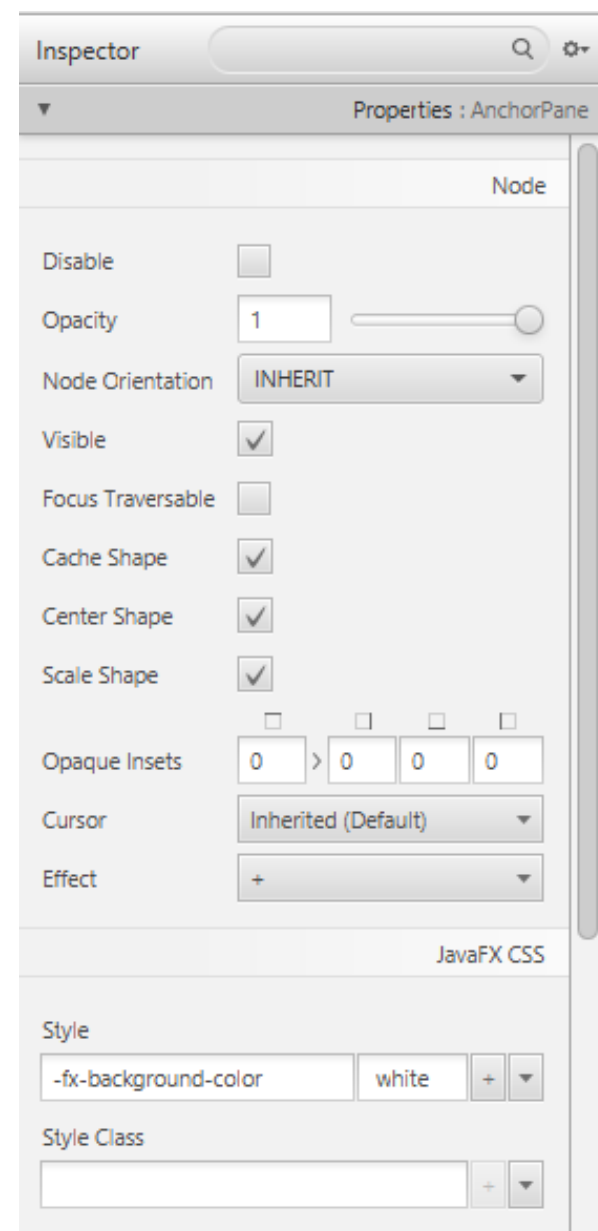 Inspector
Properties : AnchorPane
Node
Disable
Opacity 1
Node Orientation INHERIT
Visible
Focus Traversable
Cache Shape
Center Shape
Scale Shape
Opaque Insets 0 > 0 0 0
Cursor Inherited (Default)
Effect +
JavaFX CSS
Style
-fx-background-color white +
Style Class
+